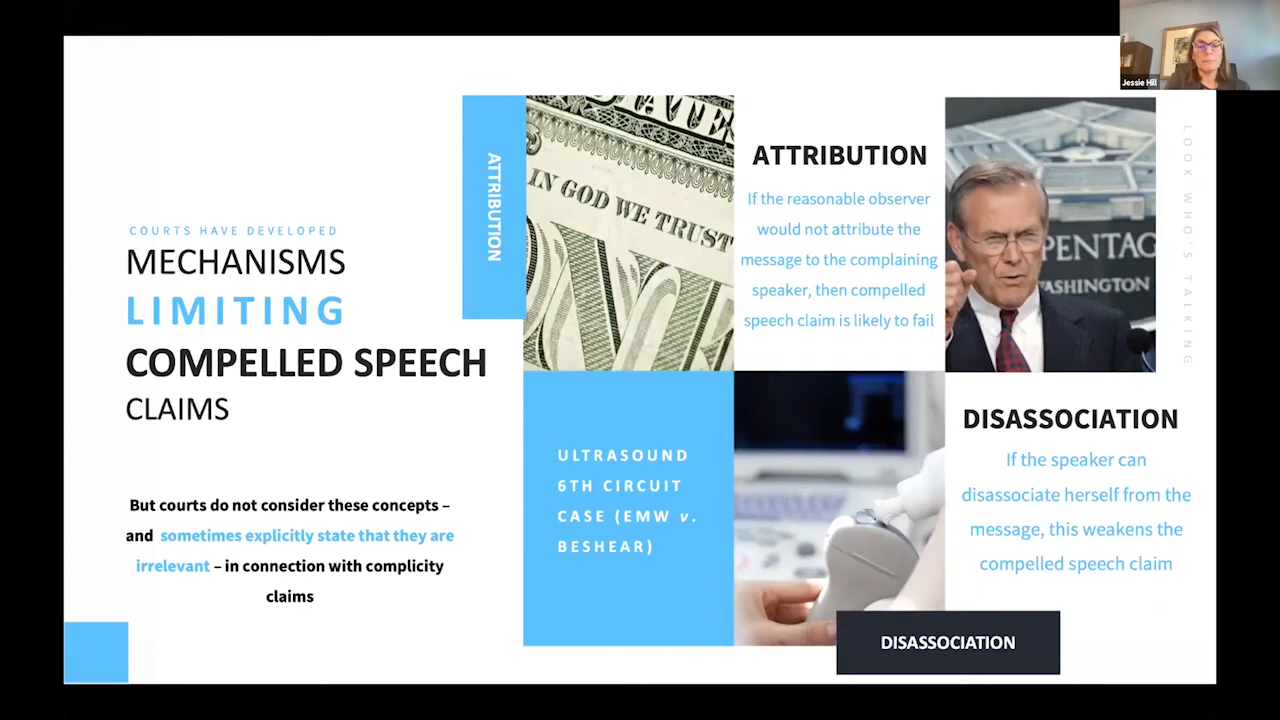 COURTS HAVE DEVELOPED
MECHANISMS
LIMITING
COMPELLED SPEECH
CLAIMS
But courts do not consider these concepts –
and sometimes explicitly state that they are
irrelevant – in connection with complicity
claims
ATTRIBUTION
STATES
IN GOD WE TRUST
ATTRIBUTION
If the reasonable observer
would not attribute the
message to the complaining
speaker, then compelled
speech claim is likely to fail
PENTAG
WASHINGTON
LOOK WHO'S TALKING
ULTRASOUND
6TH CIRCUIT
CASE (EMW v.
BESHEAR)
DISASSOCIATION
If the speaker can
disassociate herself from the
message, this weakens the
compelled speech claim
DISASSOCIATION
Jessie Hill